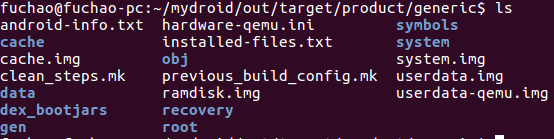 fuchao@fuchao-pc:~/mydroid/out/target/product/generic$ ls
android-info.txt hardware-qemu.ini symbols
cache installed-files.txt system
cache.img obj system.img
clean_steps.mk previous_build_config.mk userdata.img
data ramdisk.img userdata-qemu.img
dex_bootjars recovery
gen root